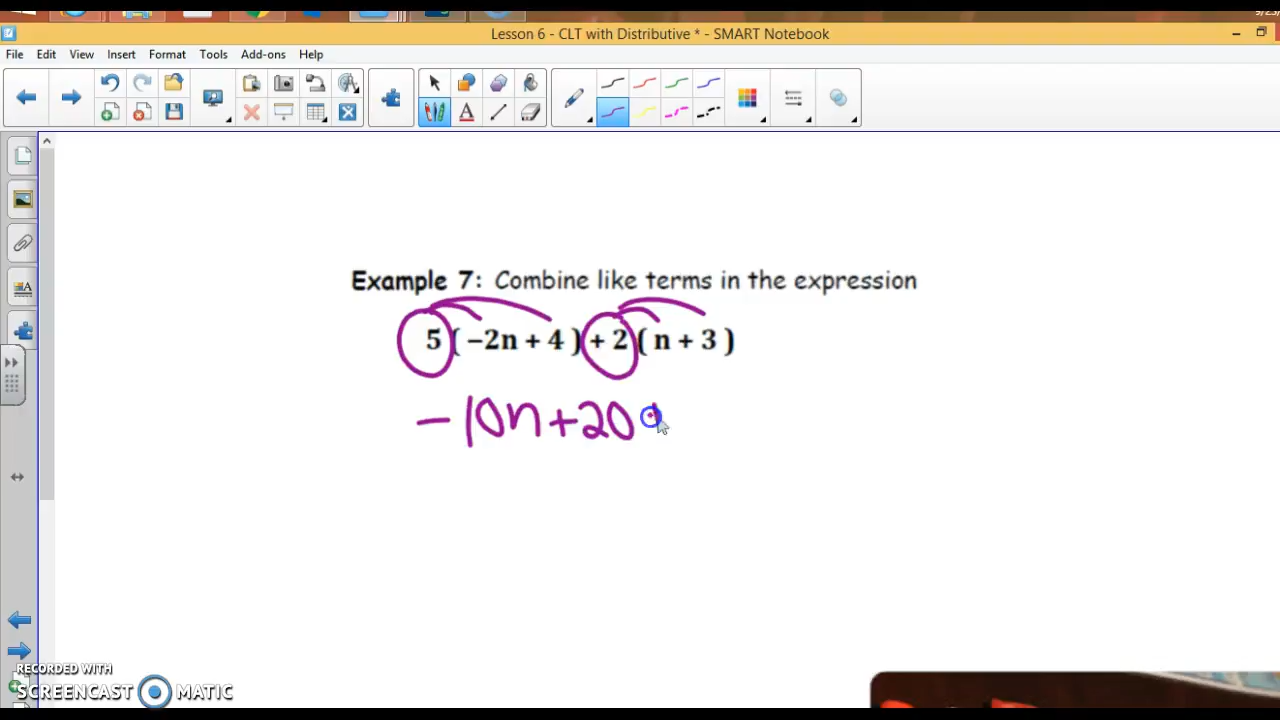 Lesson 6 - CLT with Distributive * - SMART Notebook
File Edit View Insert Format Tools Add-ons Help
Example 7: Combine like terms in the expression
5 ( −2n + 4 ) + 2 ( n + 3 )
−10n+20
RECORDED WITH
SCREENCAST MATIC